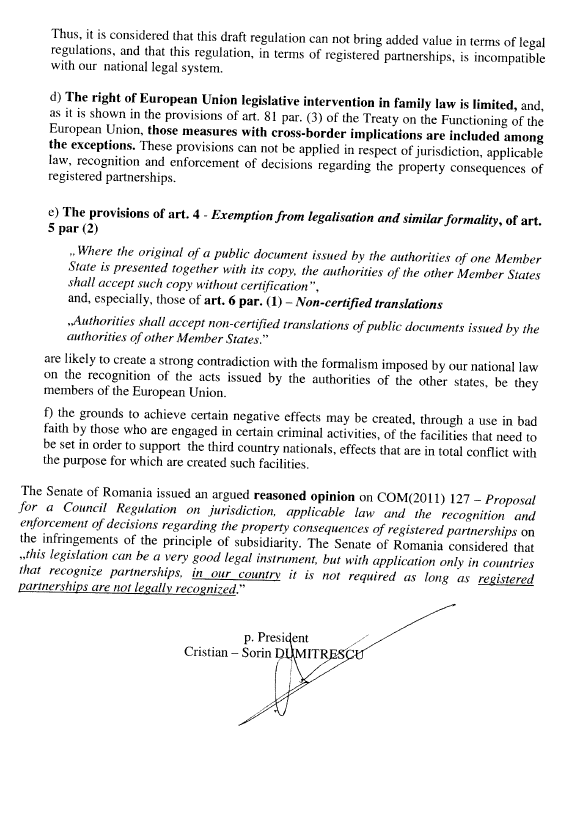 Thus, it is considered that this draft regulation can not bring added value in terms of legal
regulations, and that this regulation, in terms of registered partnerships, is incompatible
with our national legal system.
d) The right of European Union legislative intervention in family law is limited, and,
as it is shown in the provisions of art. 81 par. (3) of the Treaty on the Functioning of the
European Union, those measures with cross-border implications are included among
the exceptions. These provisions can not be applied in respect of jurisdiction, applicable
law, recognition and enforcement of decisions regarding the property consequences of
registered partnerships.
e) The provisions of art. 4 - Exemption from legalisation and similar formality, of art.
5 par (2)
„Where the original of a public document issued by the authorities of one Member
State is presented together with its copy, the authorities of the other Member States
shall accept such copy without certification”,
and, especially, those of art. 6 par. (1) – Non-certified translations
„Authorities shall accept non-certified translations of public documents issued by the
authorities of other Member States.”
are likely to create a strong contradiction with the formalism imposed by our national law
on the recognition of the acts issued by the authorities of the other states, be they
members of the European Union.
f) the grounds to achieve certain negative effects may be created, through a use in bad
faith by those who are engaged in certain criminal activities, of the facilities that need to
be set in order to support the third country nationals, effects that are in total conflict with
the purpose for which are created such facilities.
The Senate of Romania issued an argued reasoned opinion on COM(2011) 127 – Proposal
for a Council Regulation on jurisdiction, applicable law and the recognition and
enforcement of decisions regarding the property consequences of registered partnerships on
the infringements of the principle of subsidiarity. The Senate of Romania considered that
„this legislation can be a very good legal instrument, but with application only in countries
that recognize partnerships, in our country it is not required as long as registered
partnerships are not legally recognized.”
p. President
Cristian – Sorin DUMITRESCU